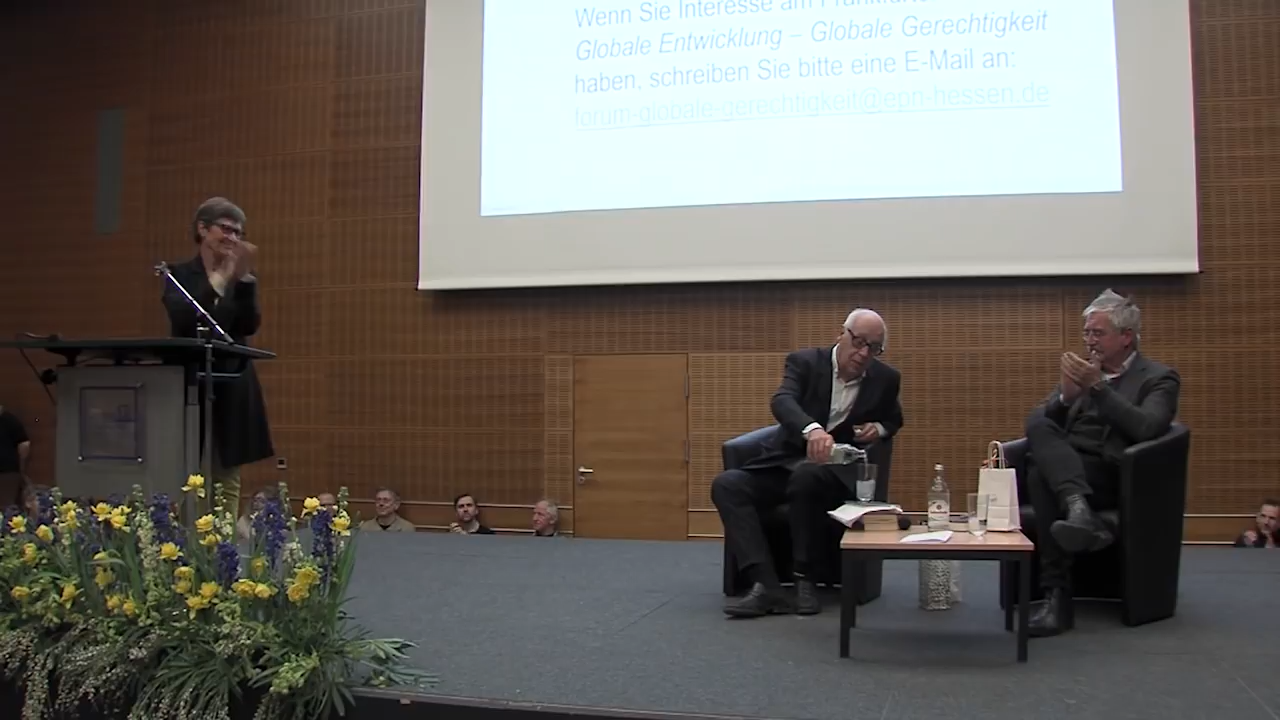 Wenn Sie Interesse am Frankfurter
Globale Entwicklung – Globale Gerechtigkeit
haben, schreiben Sie bitte eine E-Mail an:
forum-globale-gerechtigkeit@epn-hessen.de